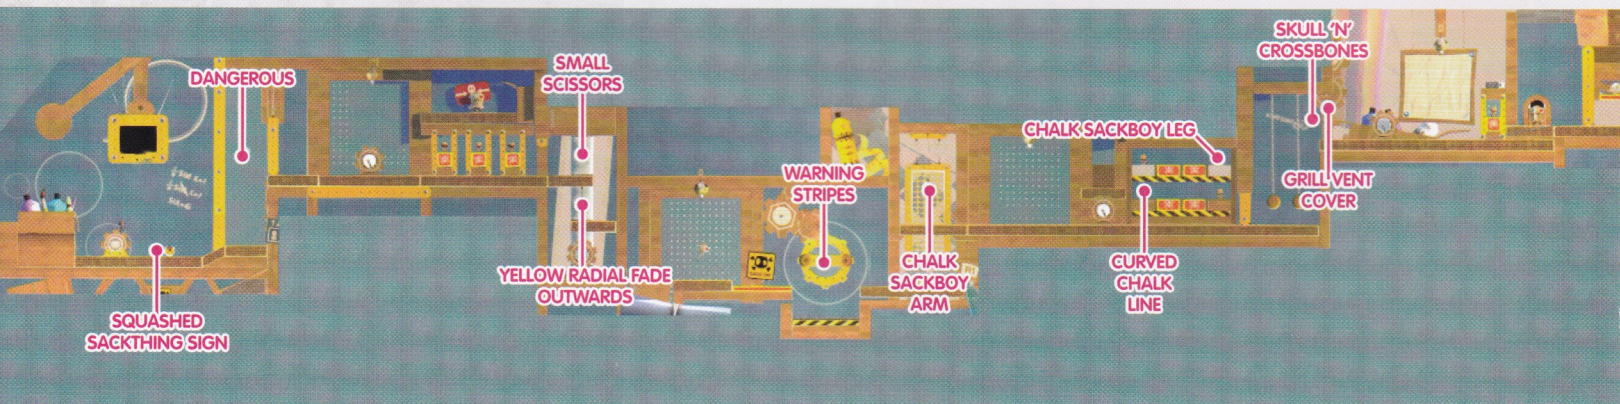 DANGEROUS
SQUASHED
SACKTHING SIGN
SMALL
SCISSORS
YELLOW RADIAL FADE
OUTWARDS
WARNING
STRIPES
CHALK
SACKBOY
ARM
CHALK SACKBOY LEG
CURVED
CHALK
LINE
SKULL ‘N’
CROSSBONES
GRILL VENT
COVER